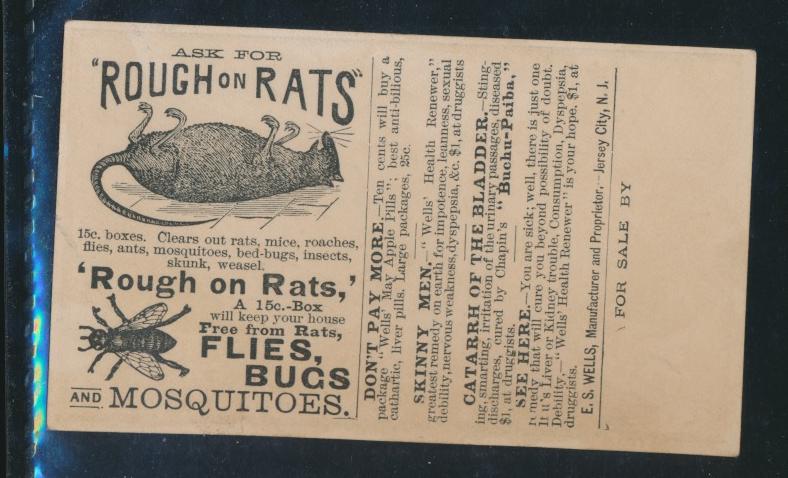 ASK FOR
"ROUGH ON RATS"
15c. boxes. Clears out rats, mice, roaches,
flies, ants, mosquitoes, bed-bugs, insects,
skunk, weasel.
'Rough on Rats,'
A 15c.-Box
will keep your house
Free from Rats,
FLIES,
BUGS
AND MOSQUITOES.
DON'T PAY MORE.—Ten cents will buy a
package "Wells' May Apple Pills"; best anti-bilious,
cathartic, liver pills. Large packages, 25c.
SKINNY MEN.—"Wells' Health Renewer,"
greatest remedy on earth for impotence, leanness, sexual
debility, nervous weakness, dyspepsia, &c. $1, at druggists
CATARRH OF THE BLADDER.—Sting-
ing, smarting, irritation of the urinary passages, diseased
discharges, cured by Chapin's "Buchu-Paiba,"
$1, at druggists.
SEE HERE.—You are sick; well, there is just one
remedy that will cure you beyond possibility of doubt.
If it's Liver or Kidney trouble, Consumption, Dyspepsia,
Debility,—"Wells' Health Renewer" is your hope. $1, at
druggists.
E. S. WELLS, Manufacturer and Proprietor,—Jersey City, N. J.
FOR SALE BY